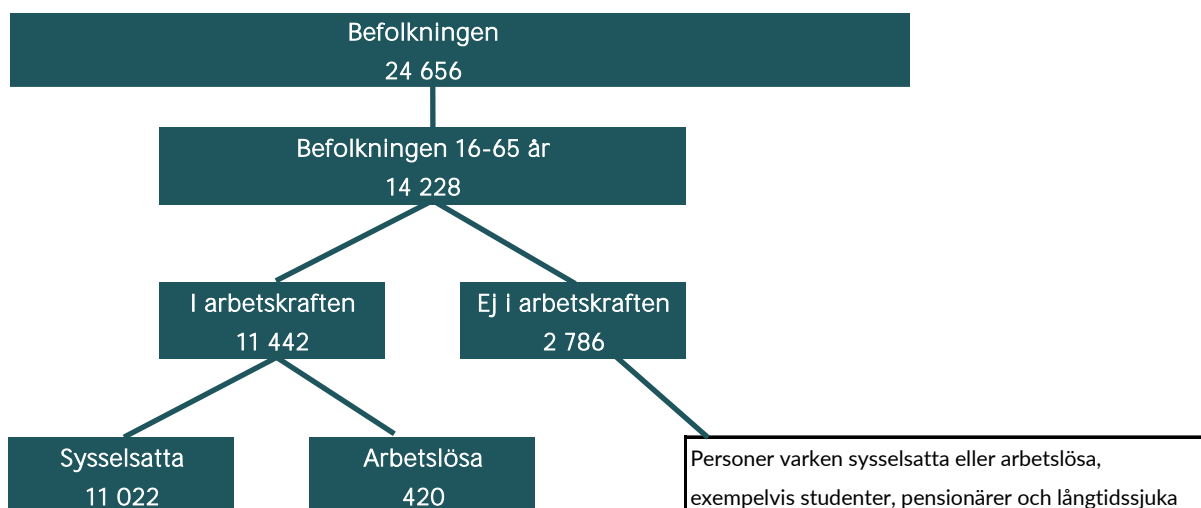 Befolkningen
24 656
Befolkningen 16-65 år
14 228
I arbetskraften
11 442
Ej i arbetskraften
2 786
Sysselsatta
11 022
Arbetslösa
420
Personer varken sysselsatta eller arbetslösa,
exempelvis studenter, pensionärer och långtidssjuka